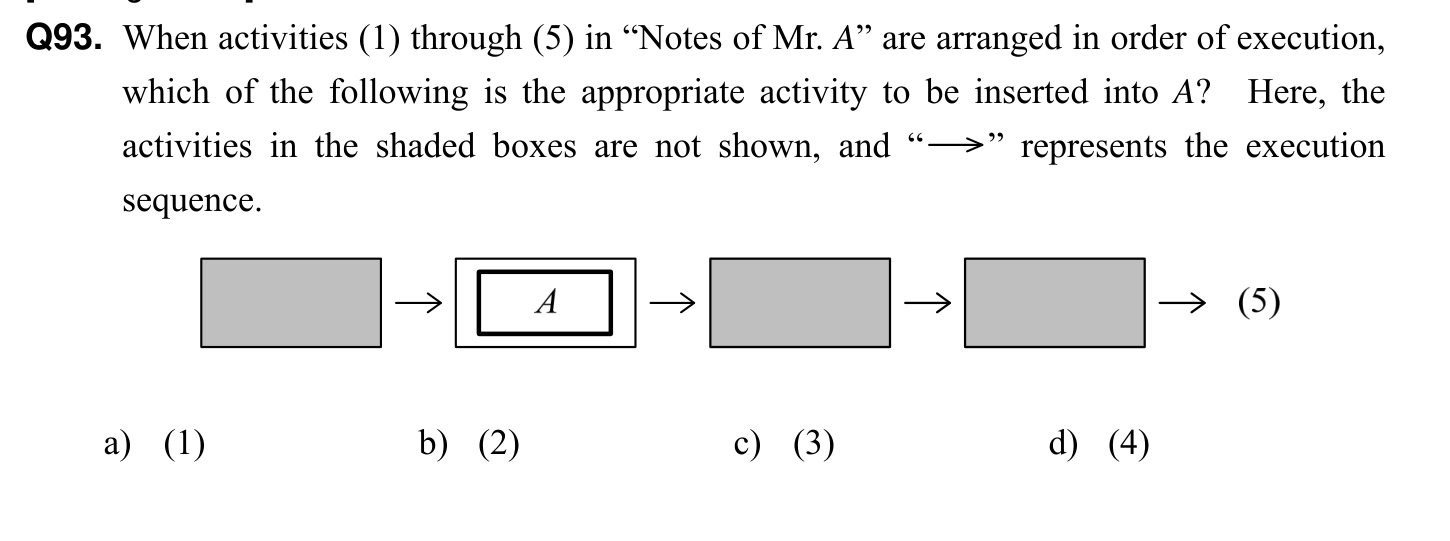 Q93. When activities (1) through (5) in “Notes of Mr. A” are arranged in order of execution,
which of the following is the appropriate activity to be inserted into A? Here, the
activities in the shaded boxes are not shown, and “⟶” represents the execution
sequence.
A
(5)
a) (1) b) (2) c) (3) d) (4)